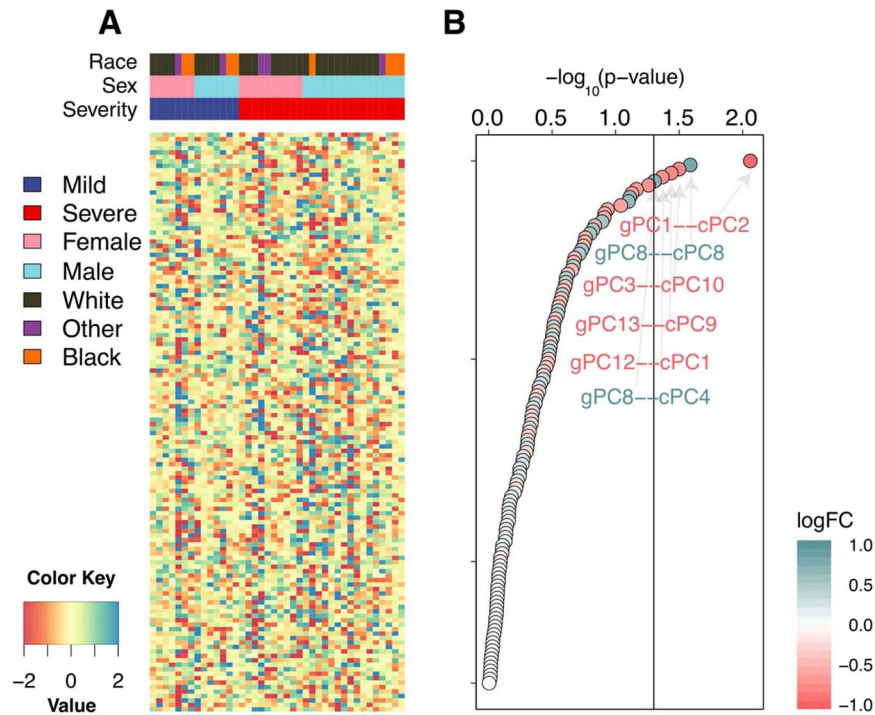 A
Race
Sex
Severity
Mild
Severe
Female
Male
White
Other
Black
Color Key
−2 0 2
Value
B
−log10(p−value)
0.0 0.5 1.0 1.5 2.0
gPC1−−cPC2
gPC8−−cPC8
gPC3−−cPC10
gPC13−−cPC9
gPC12−−cPC1
gPC8−−cPC4
logFC
1.0
0.5
0.0
−0.5
−1.0